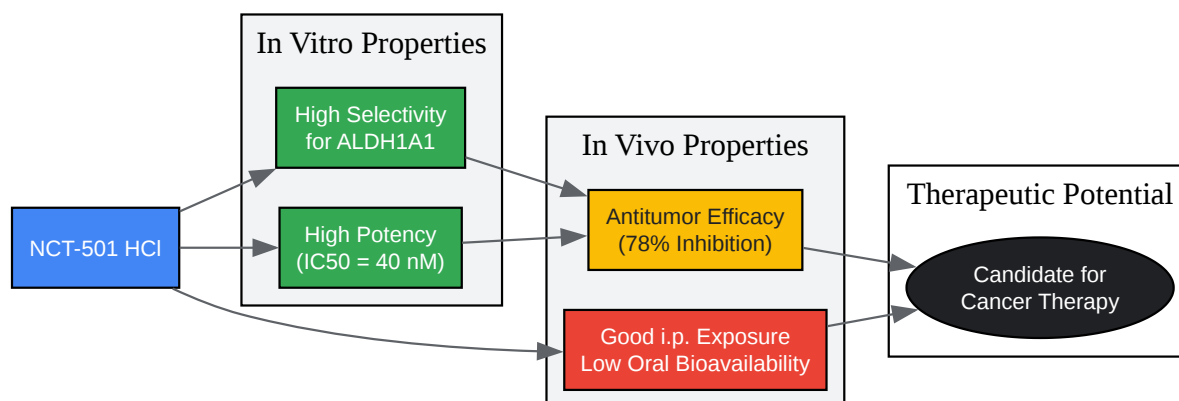 In Vitro Properties
High Selectivity
for ALDH1A1
In Vivo Properties
Therapeutic Potential
NCT-501 HCl
High Potency
(IC50 = 40 nM)
Antitumor Efficacy
(78% Inhibition)
Candidate for
Cancer Therapy
Good i.p. Exposure
Low Oral Bioavailability